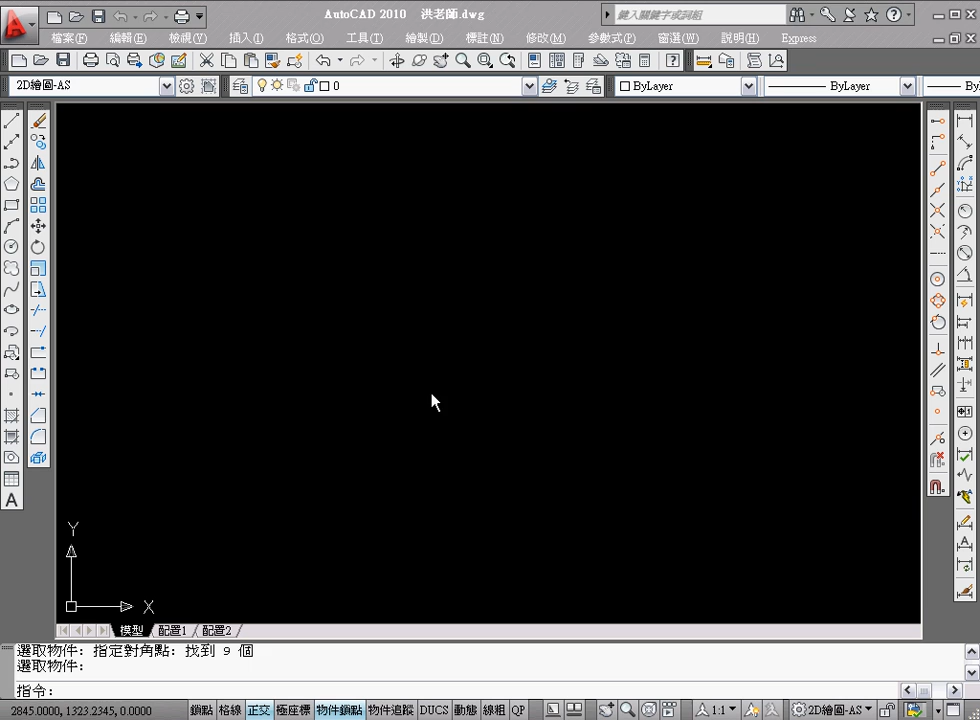 AutoCAD 2010 洪老師.dwg
鍵入關鍵字或詞組
檔案(F) 編輯(E) 檢視(V) 插入(I) 格式(O) 工具(T) 繪製(D) 標註(N) 修改(M) 參數式(P) 窗選(W) 說明(H) Express
2D繪圖-AS
0
ByLayer
ByLayer
By
A
Y
X
模型 配置1 配置2
選取物件: 指定對角點: 找到 9 個
選取物件:
指令:
2845.0000, 1323.2345, 0.0000
鎖點 格線 正交 極座標 物件鎖點 物件追蹤 DUCS 動態 線粗 QP
1:1
2D繪圖-AS